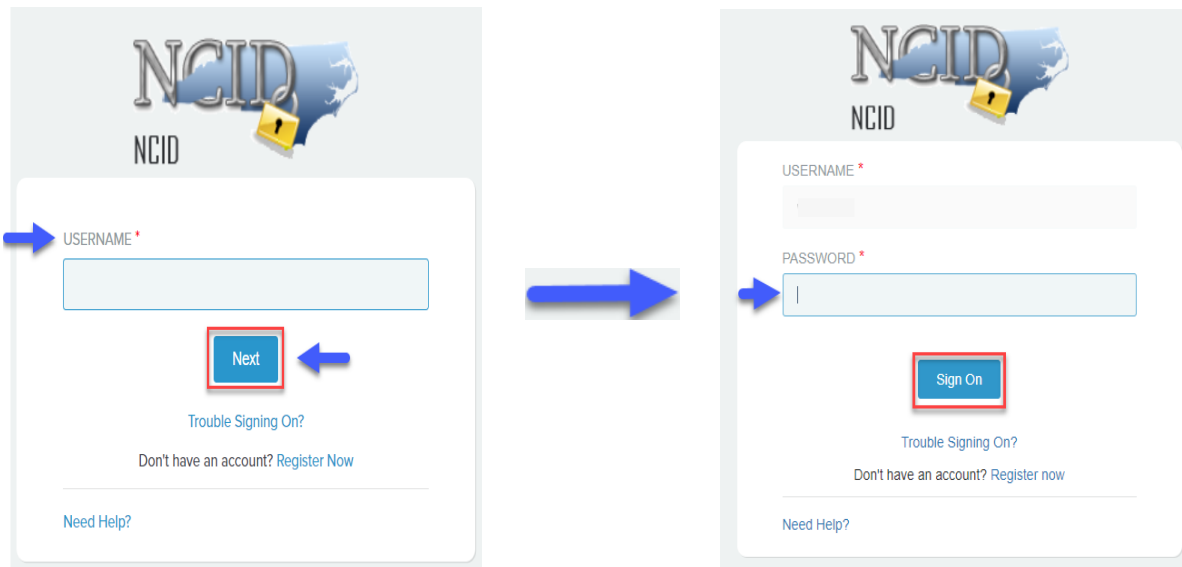 NCID
NCID
USERNAME *
Next
Trouble Signing On?
Don't have an account? Register Now
Need Help?
NCID
NCID
USERNAME *
PASSWORD *
Sign On
Trouble Signing On?
Don't have an account? Register now
Need Help?